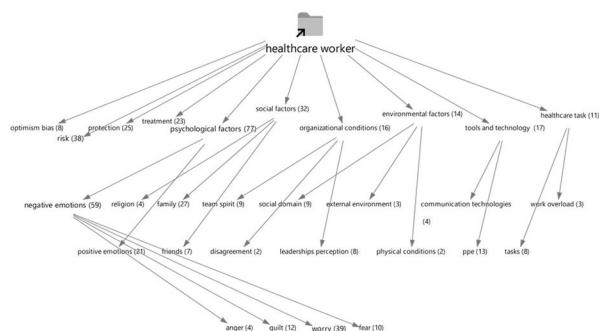 healthcare worker
optimism bias (8)
risk (38)
protection (25)
treatment (23)
psychological factors (77)
social factors (32)
organizational conditions (16)
environmental factors (14)
tools and technology (17)
healthcare task (11)
negative emotions (59)
religion (4)
family (27)
team spirit (9)
social domain (9)
external environment (3)
communication technologies
(4)
work overload (3)
positive emotions (21)
friends (7)
disagreement (2)
leaderships perception (8)
physical conditions (2)
ppe (13)
tasks (8)
anger (4)
guilt (12)
worry (39)
fear (10)